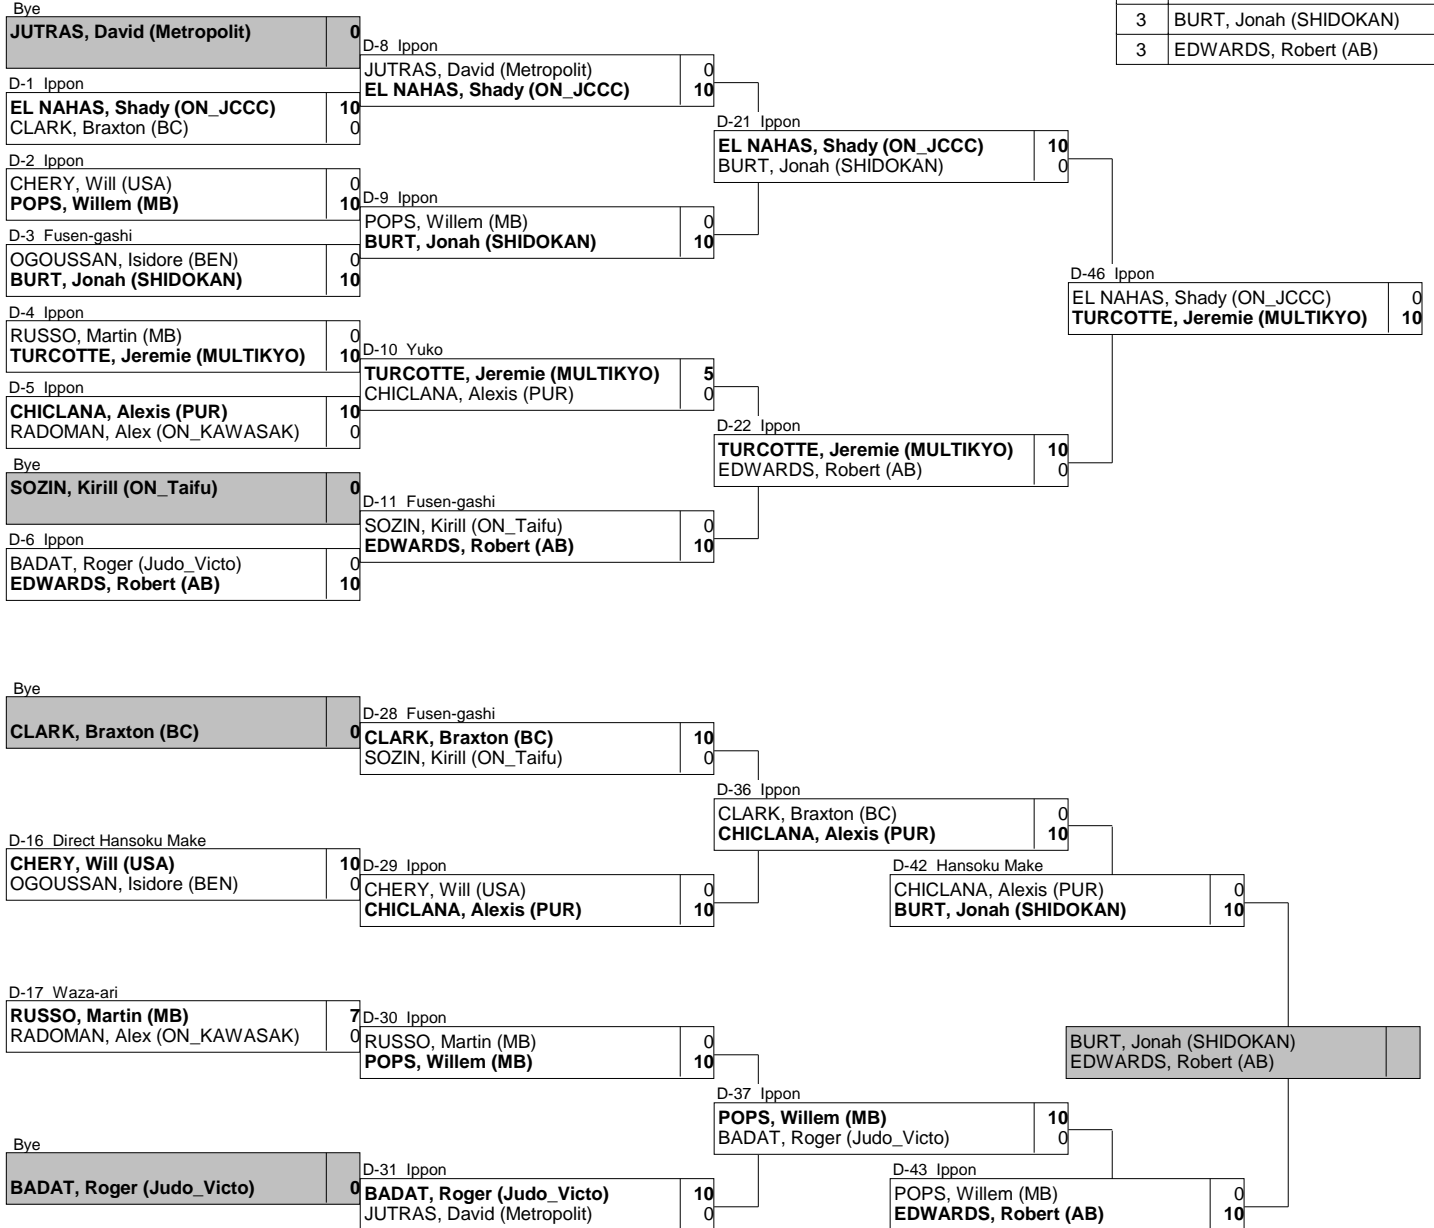 Bye
JUTRAS, David (Metropolit) 0
D-1 Ippon
EL NAHAS, Shady (ON_JCCC) 10
CLARK, Braxton (BC) 0
D-2 Ippon
CHERY, Will (USA) 0
POPS, Willem (MB) 10
D-3 Fusen-gashi
OGOUSSAN, Isidore (BEN) 0
BURT, Jonah (SHIDOKAN) 10
D-4 Ippon
RUSSO, Martin (MB) 0
TURCOTTE, Jeremie (MULTIKYO) 10
D-5 Ippon
CHICLANA, Alexis (PUR) 10
RADOMAN, Alex (ON_KAWASAK) 0
Bye
SOZIN, Kirill (ON_Taifu) 0
D-6 Ippon
BADAT, Roger (Judo_Victo) 0
EDWARDS, Robert (AB) 10
D-8 Ippon
JUTRAS, David (Metropolit) 0
EL NAHAS, Shady (ON_JCCC) 10
D-9 Ippon
POPS, Willem (MB) 0
BURT, Jonah (SHIDOKAN) 10
D-10 Yuko
TURCOTTE, Jeremie (MULTIKYO) 5
CHICLANA, Alexis (PUR) 0
D-11 Fusen-gashi
SOZIN, Kirill (ON_Taifu) 0
EDWARDS, Robert (AB) 10
D-21 Ippon
EL NAHAS, Shady (ON_JCCC) 10
BURT, Jonah (SHIDOKAN) 0
D-22 Ippon
TURCOTTE, Jeremie (MULTIKYO) 10
EDWARDS, Robert (AB) 0
3 BURT, Jonah (SHIDOKAN)
3 EDWARDS, Robert (AB)
D-46 Ippon
EL NAHAS, Shady (ON_JCCC) 0
TURCOTTE, Jeremie (MULTIKYO) 10
Bye
CLARK, Braxton (BC) 0
D-16 Direct Hansoku Make
CHERY, Will (USA) 10
OGOUSSAN, Isidore (BEN) 0
D-17 Waza-ari
RUSSO, Martin (MB) 7
RADOMAN, Alex (ON_KAWASAK) 0
Bye
BADAT, Roger (Judo_Victo) 0
D-28 Fusen-gashi
CLARK, Braxton (BC) 10
SOZIN, Kirill (ON_Taifu) 0
D-29 Ippon
CHERY, Will (USA) 0
CHICLANA, Alexis (PUR) 10
D-30 Ippon
RUSSO, Martin (MB) 0
POPS, Willem (MB) 10
D-31 Ippon
BADAT, Roger (Judo_Victo) 10
JUTRAS, David (Metropolit) 0
D-36 Ippon
CLARK, Braxton (BC) 0
CHICLANA, Alexis (PUR) 10
D-37 Ippon
POPS, Willem (MB) 10
BADAT, Roger (Judo_Victo) 0
D-42 Hansoku Make
CHICLANA, Alexis (PUR) 0
BURT, Jonah (SHIDOKAN) 10
D-43 Ippon
POPS, Willem (MB) 0
EDWARDS, Robert (AB) 10
BURT, Jonah (SHIDOKAN)
EDWARDS, Robert (AB)